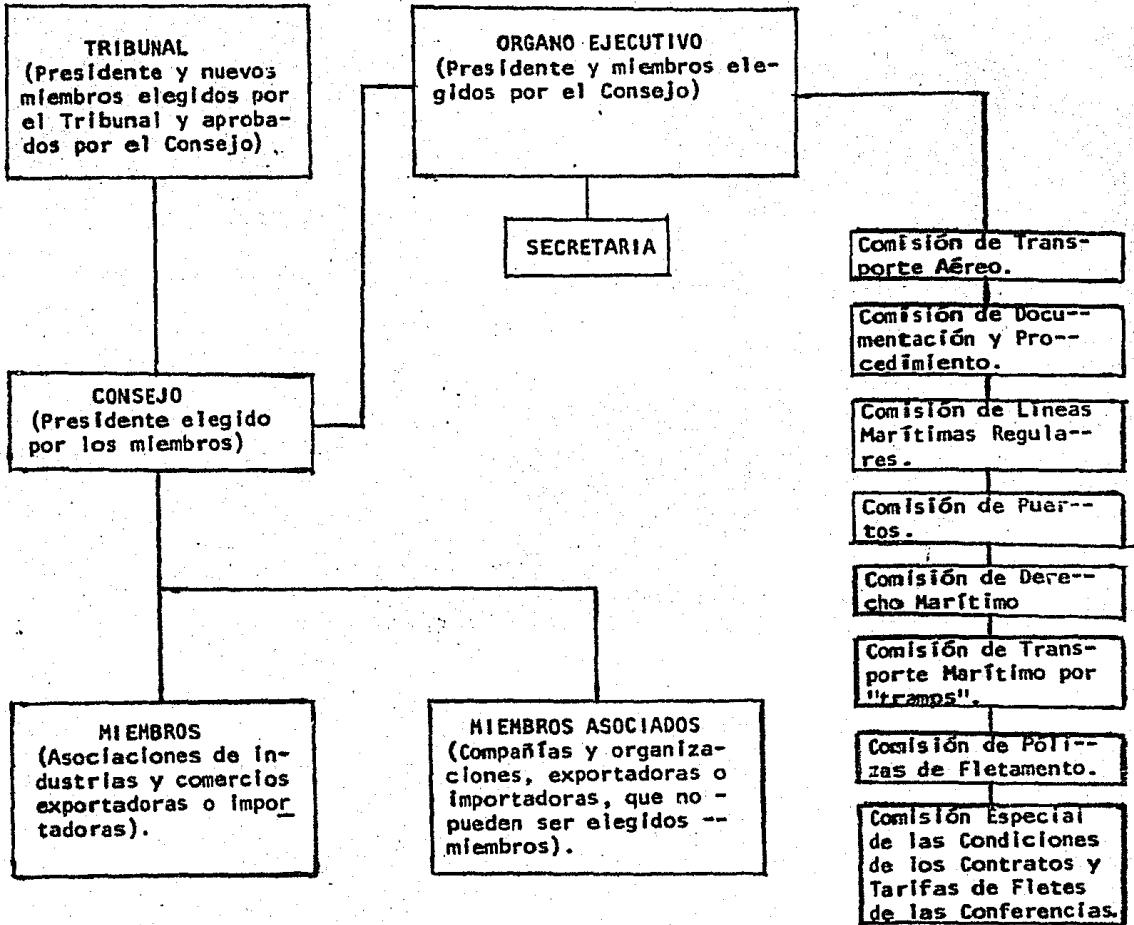 TRIBUNAL
(Presidente y nuevos
miembros elegidos por
el Tribunal y aproba-
dos por el Consejo).
ORGANO EJECUTIVO
(Presidente y miembros ele-
gidos por el Consejo)
SECRETARIA
CONSEJO
(Presidente elegido
por los miembros)
MIEMBROS
(Asociaciones de in-
dustrias y comercios
exportadoras o impor
tadoras).
MIEMBROS ASOCIADOS
(Compañías y organiza-
ciones, exportadoras o
importadoras, que no -
pueden ser elegidos --
miembros).
Comisión de Trans-
porte Aéreo.
Comisión de Docu--
mentación y Pro--
cedimiento.
Comisión de Líneas
Marítimas Regula--
res.
Comisión de Puer--
tos.
Comisión de Dere--
cho Marítimo
Comisión de Trans-
porte Marítimo por
"tramps".
Comisión de Póli--
zas de Fletamento.
Comisión Especial
de las Condiciones
de los Contratos y
Tarifas de Fletes
de las Conferencias.